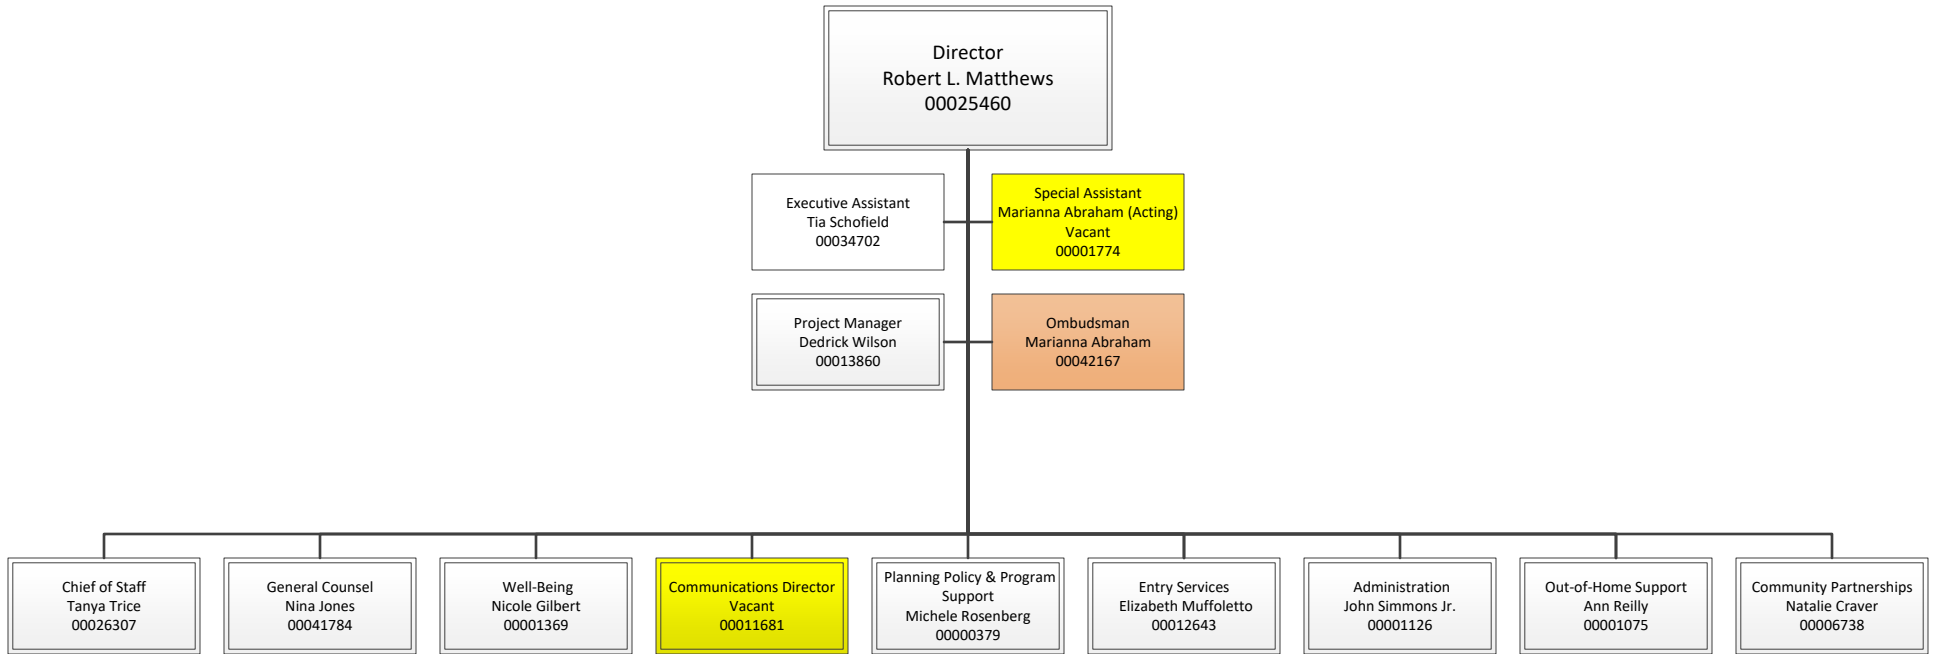 Director
Robert L. Matthews
00025460
Executive Assistant
Tia Schofield
00034702
Special Assistant
Marianna Abraham (Acting)
Vacant
00001774
Project Manager
Dedrick Wilson
00013860
Ombudsman
Marianna Abraham
00042167
Chief of Staff
Tanya Trice
00026307
General Counsel
Nina Jones
00041784
Well-Being
Nicole Gilbert
00001369
Communications Director
Vacant
00011681
Planning Policy & Program
Support
Michele Rosenberg
00000379
Entry Services
Elizabeth Muffoletto
00012643
Administration
John Simmons Jr.
00001126
Out-of-Home Support
Ann Reilly
00001075
Community Partnerships
Natalie Craver
00006738